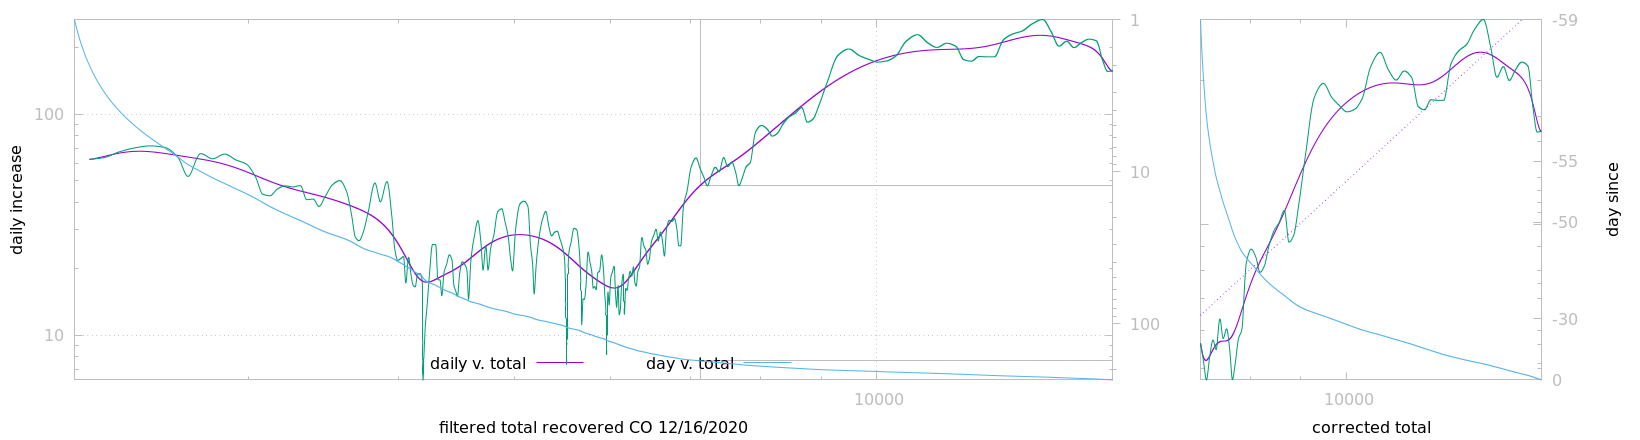 daily increase
100
10
daily v. total
day v. total
1
10
100
10000
filtered total recovered CO 12/16/2020
-59
-55
-50
-30
0
day since
10000
corrected total